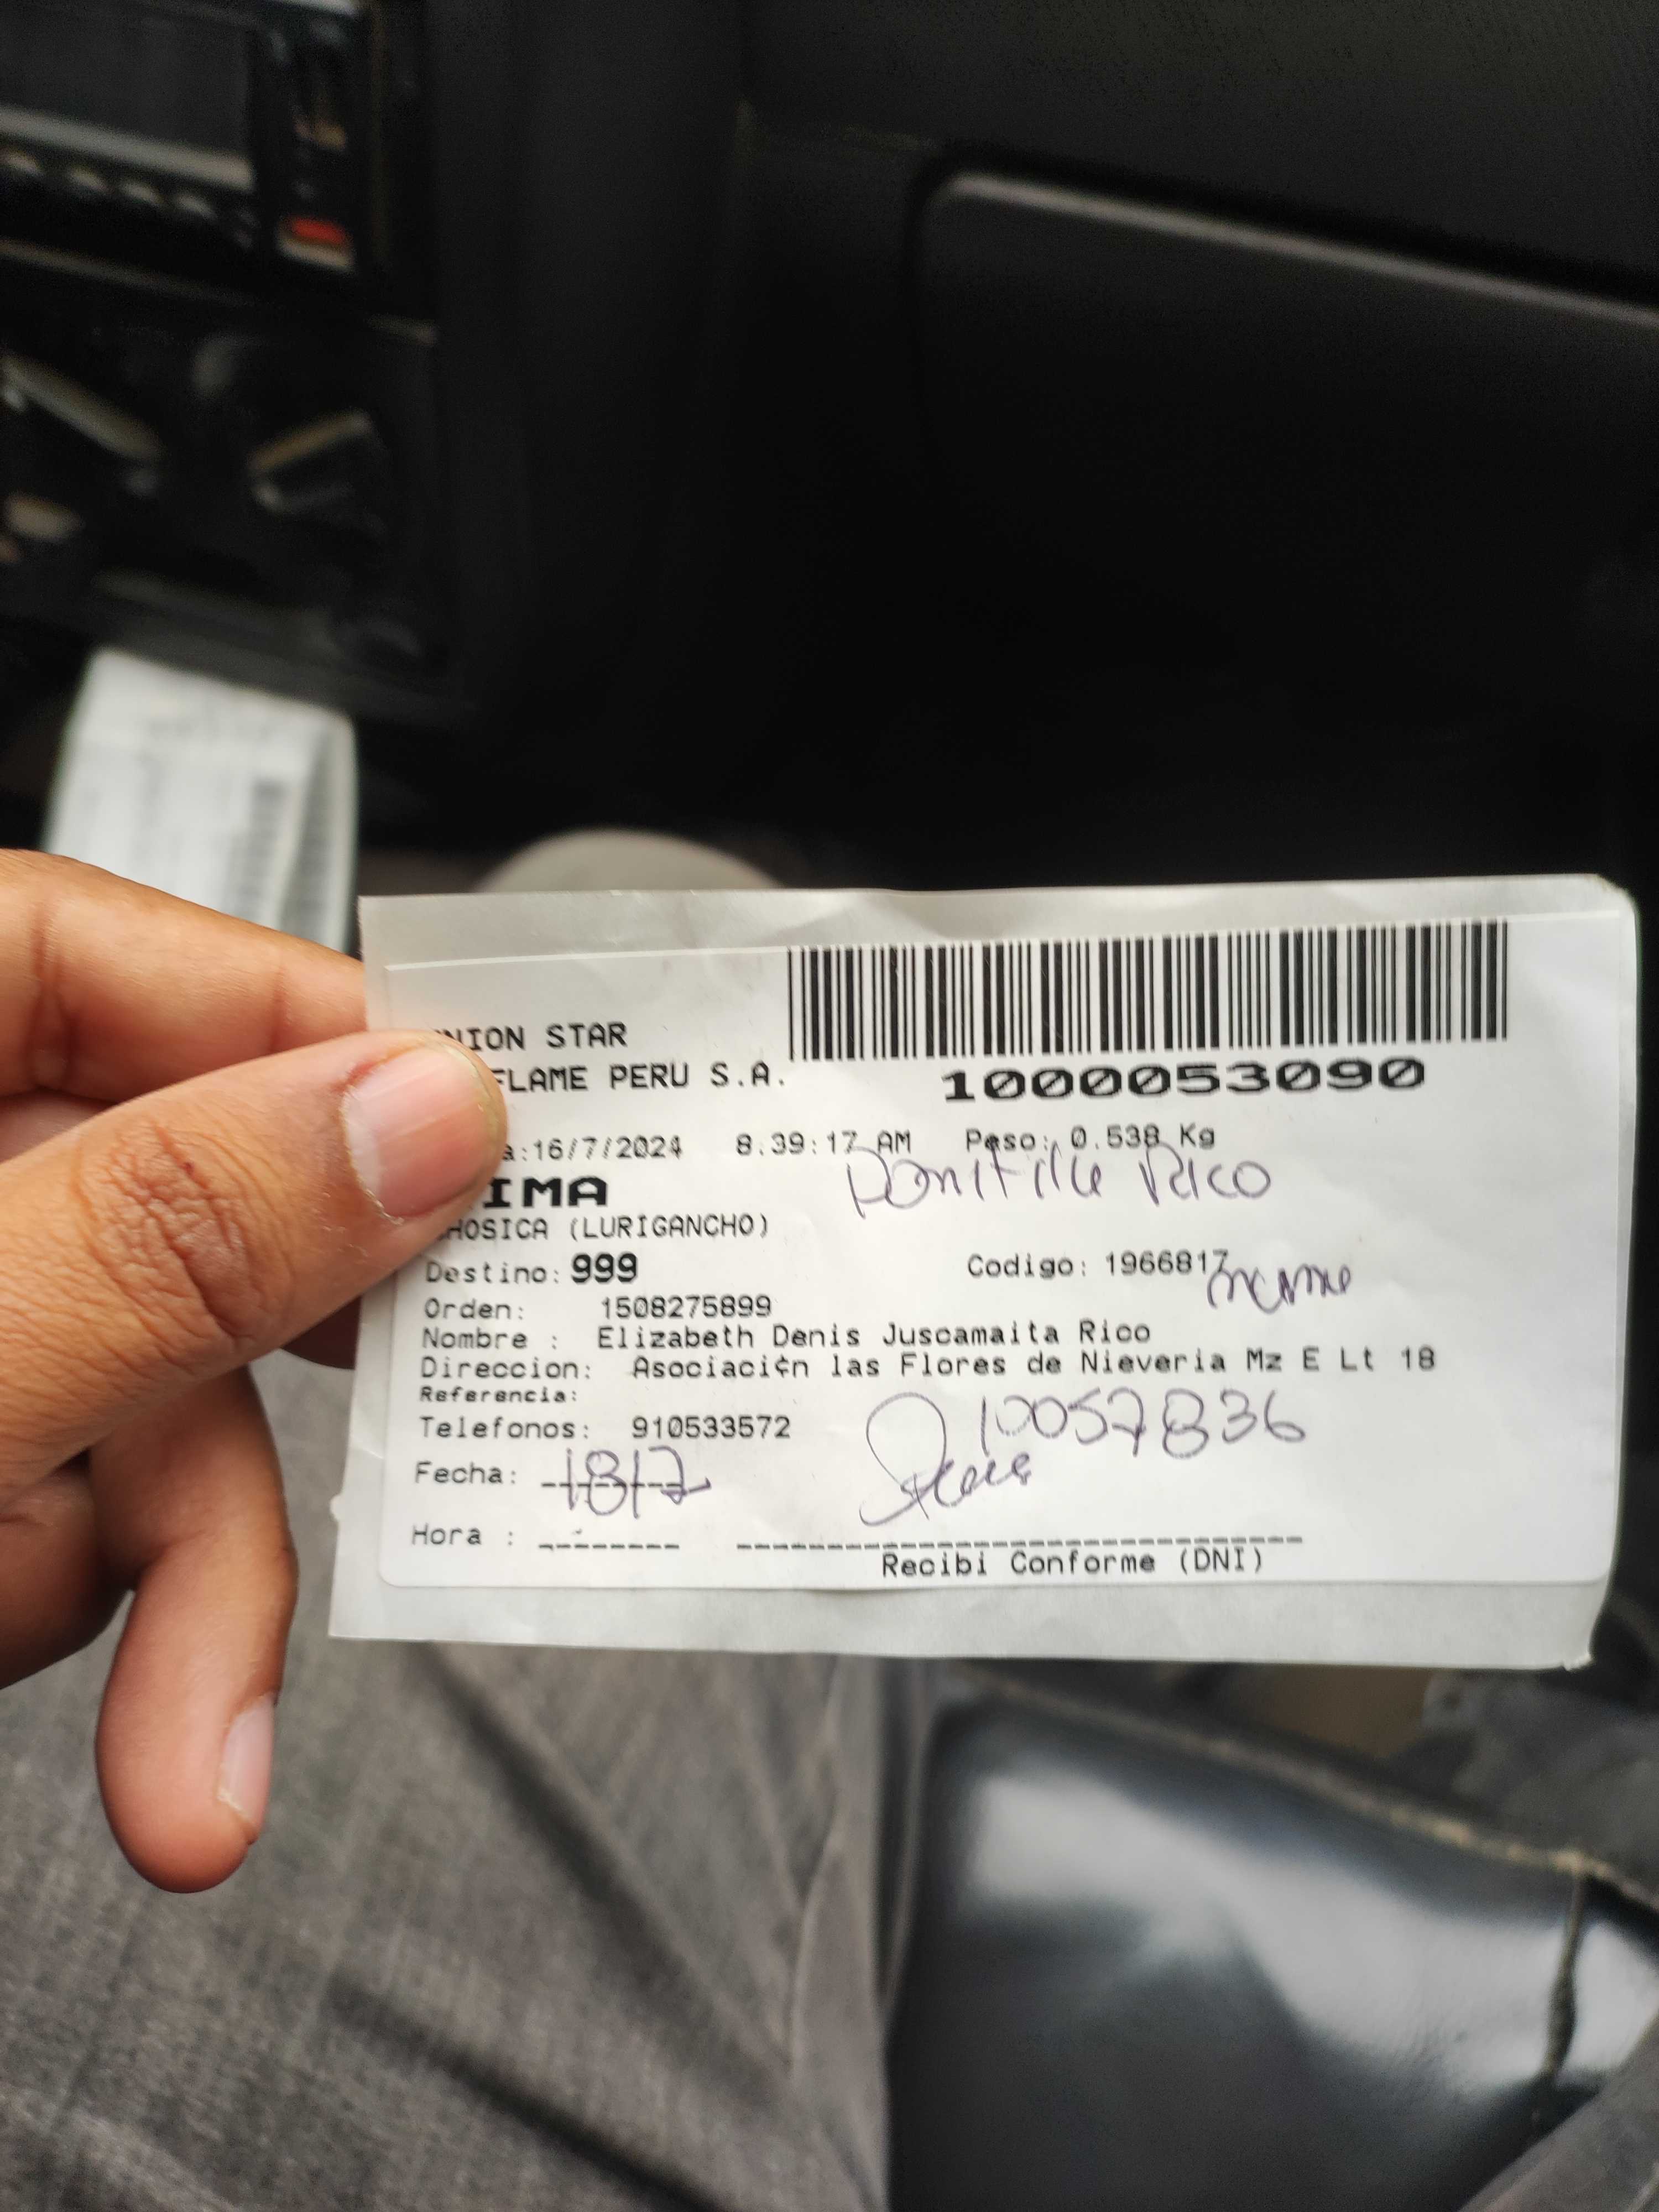 NION STAR
FLAME PERU S.A.
1000053090
a:16/7/2024 8.39:17 AM Peso: 0.538 Kg
IMA
Rico
HOSICA (LURIGANCHO)
Destino: 999 Codigo: 1966817
Orden: 1508275899
Nombre : Elizabeth Denis Juscamaita Rico
Direccion: Asociaci¢n las Flores de Nieveria Mz E Lt 18
Referencia:
Telefonos: 910533572
10057836
Fecha: 18/7
Hora :
Recibi Conforme (DNI)